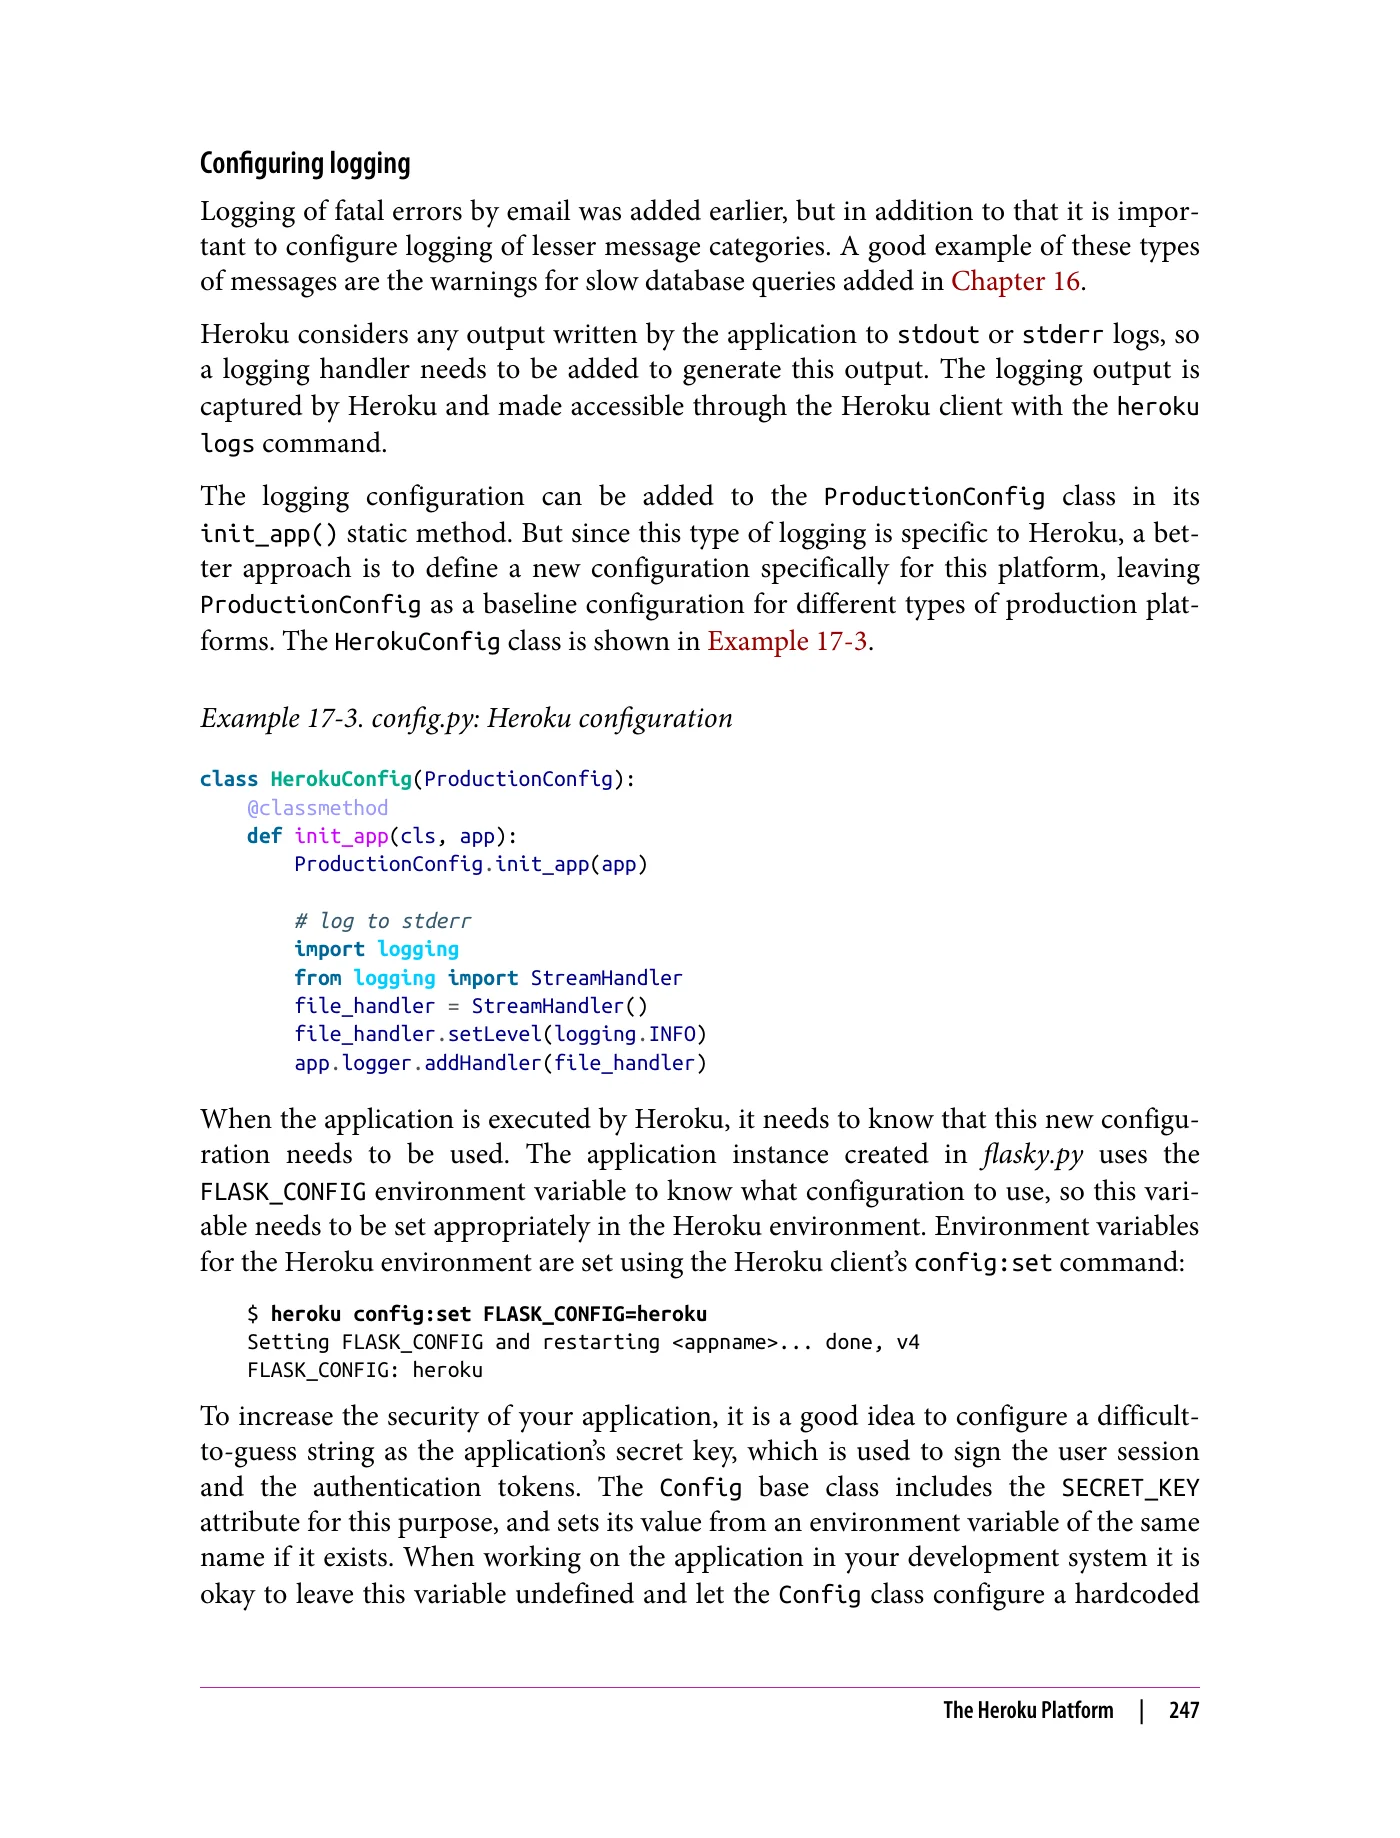 Configuring logging
Logging of fatal errors by email was added earlier, but in addition to that it is impor-
tant to configure logging of lesser message categories. A good example of these types
of messages are the warnings for slow database queries added in Chapter 16.
Heroku considers any output written by the application to stdout or stderr logs, so
a logging handler needs to be added to generate this output. The logging output is
captured by Heroku and made accessible through the Heroku client with the heroku
logs command.
The logging configuration can be added to the ProductionConfig class in its
init_app() static method. But since this type of logging is specific to Heroku, a bet-
ter approach is to define a new configuration specifically for this platform, leaving
ProductionConfig as a baseline configuration for different types of production plat-
forms. The HerokuConfig class is shown in Example 17-3.
Example 17-3. config.py: Heroku configuration
class HerokuConfig(ProductionConfig):
    @classmethod
    def init_app(cls, app):
        ProductionConfig.init_app(app)
        # log to stderr
        import logging
        from logging import StreamHandler
        file_handler = StreamHandler()
        file_handler.setLevel(logging.INFO)
        app.logger.addHandler(file_handler)
When the application is executed by Heroku, it needs to know that this new configu-
ration needs to be used. The application instance created in flasky.py uses the
FLASK_CONFIG environment variable to know what configuration to use, so this vari-
able needs to be set appropriately in the Heroku environment. Environment variables
for the Heroku environment are set using the Heroku client’s config:set command:
$ heroku config:set FLASK_CONFIG=heroku
Setting FLASK_CONFIG and restarting <appname>... done, v4
FLASK_CONFIG: heroku
To increase the security of your application, it is a good idea to configure a difficult-
to-guess string as the application’s secret key, which is used to sign the user session
and the authentication tokens. The Config base class includes the SECRET_KEY
attribute for this purpose, and sets its value from an environment variable of the same
name if it exists. When working on the application in your development system it is
okay to leave this variable undefined and let the Config class configure a hardcoded
The Heroku Platform | 247